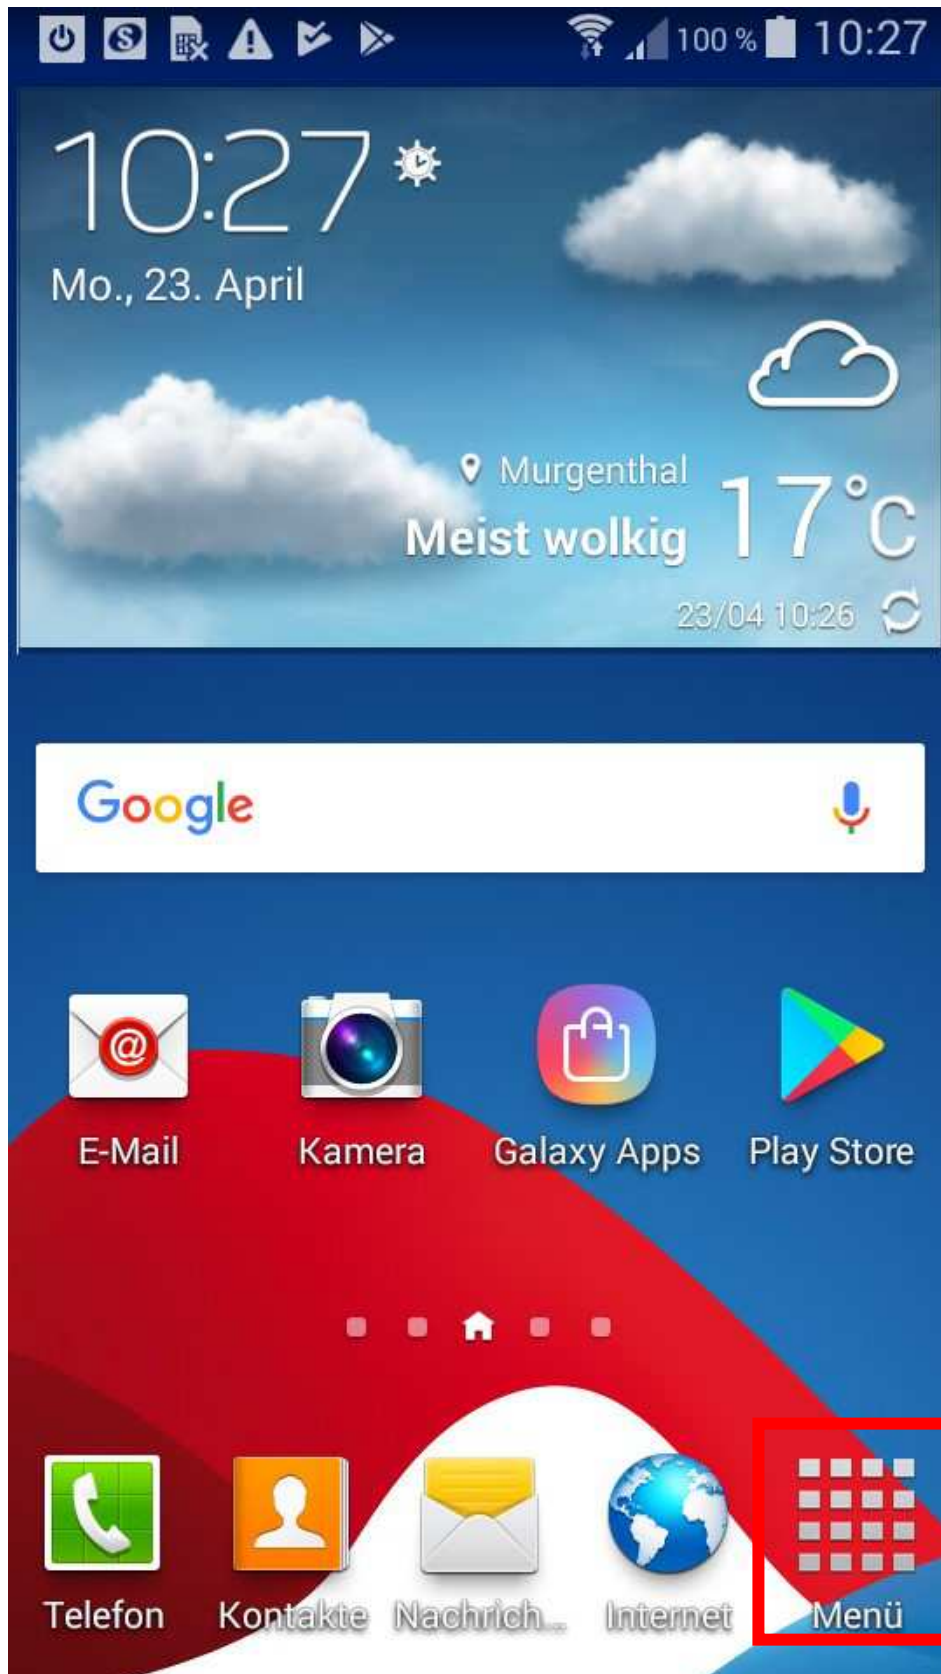 100 % 10:27
10:27
Mo., 23. April
Murgenthal
Meist wolkig 17°C
23/04 10:26
Google
E-Mail Kamera Galaxy Apps Play Store
Telefon Kontakte Nachrich... Internet Menü